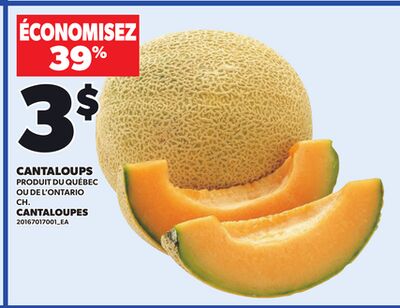 ÉCONOMISEZ
39%
3$
CANTALOUPS
PRODUIT DU QUÉBEC
OU DE L'ONTARIO
CH.
CANTALOUPES
20167017001_EA